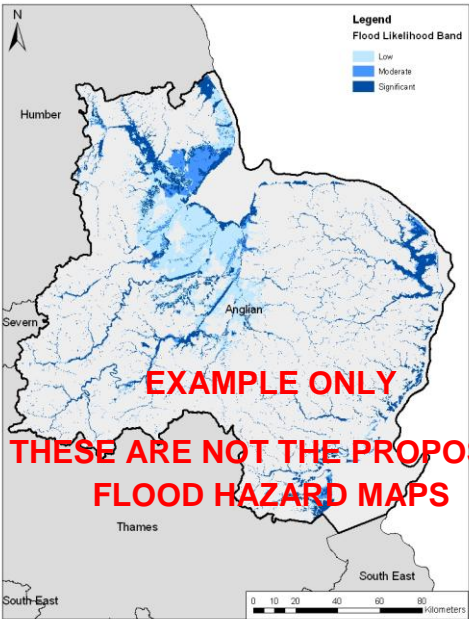 N
Legend
Flood Likelihood Band
Low
Moderate
Significant
Humber
Severn
Anglian
EXAMPLE ONLY
THESE ARE NOT THE PROPOS
FLOOD HAZARD MAPS
Thames
South East
South East
0 10 20 40 60 80
Kilometers